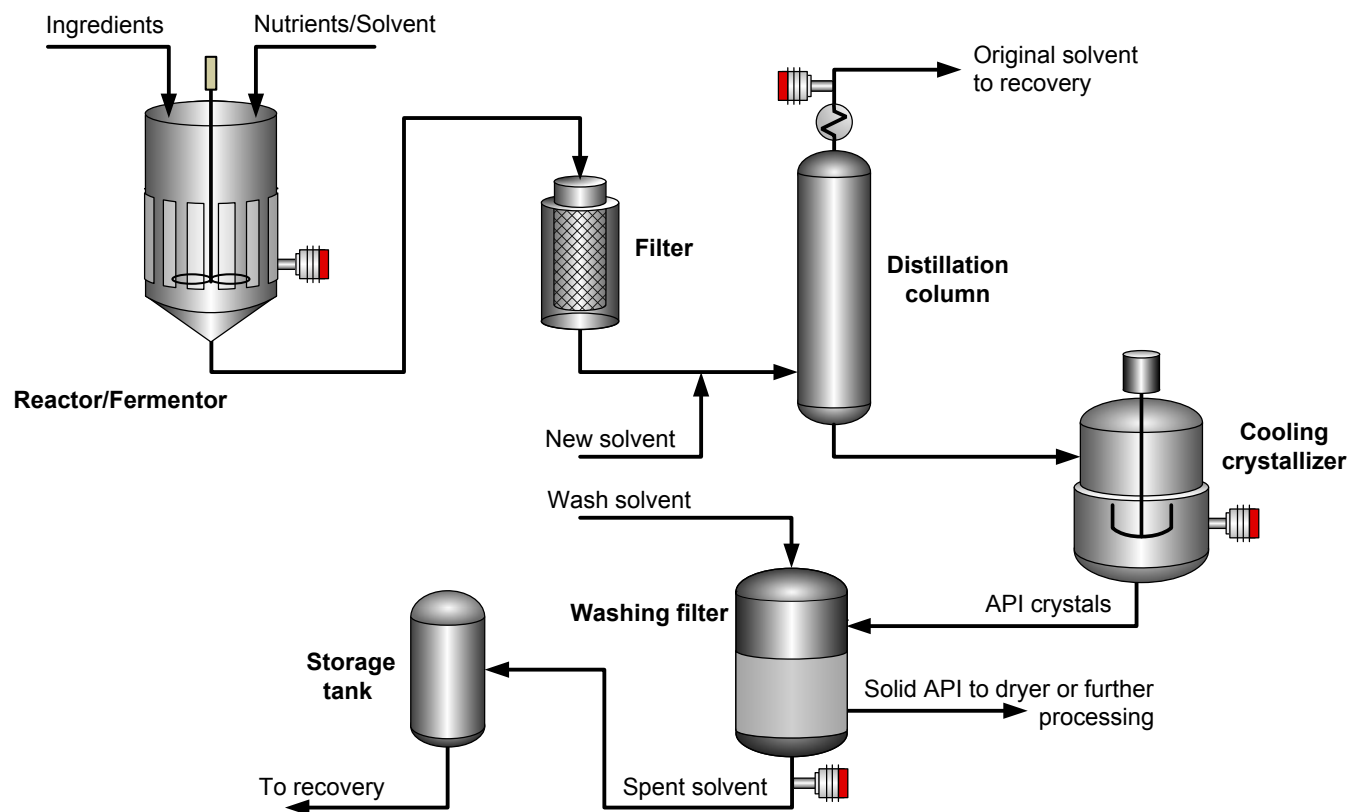 Ingredients
Nutrients/Solvent
Original solvent
to recovery
Filter
Distillation
column
Reactor/Fermentor
New solvent
Cooling
crystallizer
Wash solvent
API crystals
Washing filter
Storage
tank
Solid API to dryer or further
processing
To recovery
Spent solvent